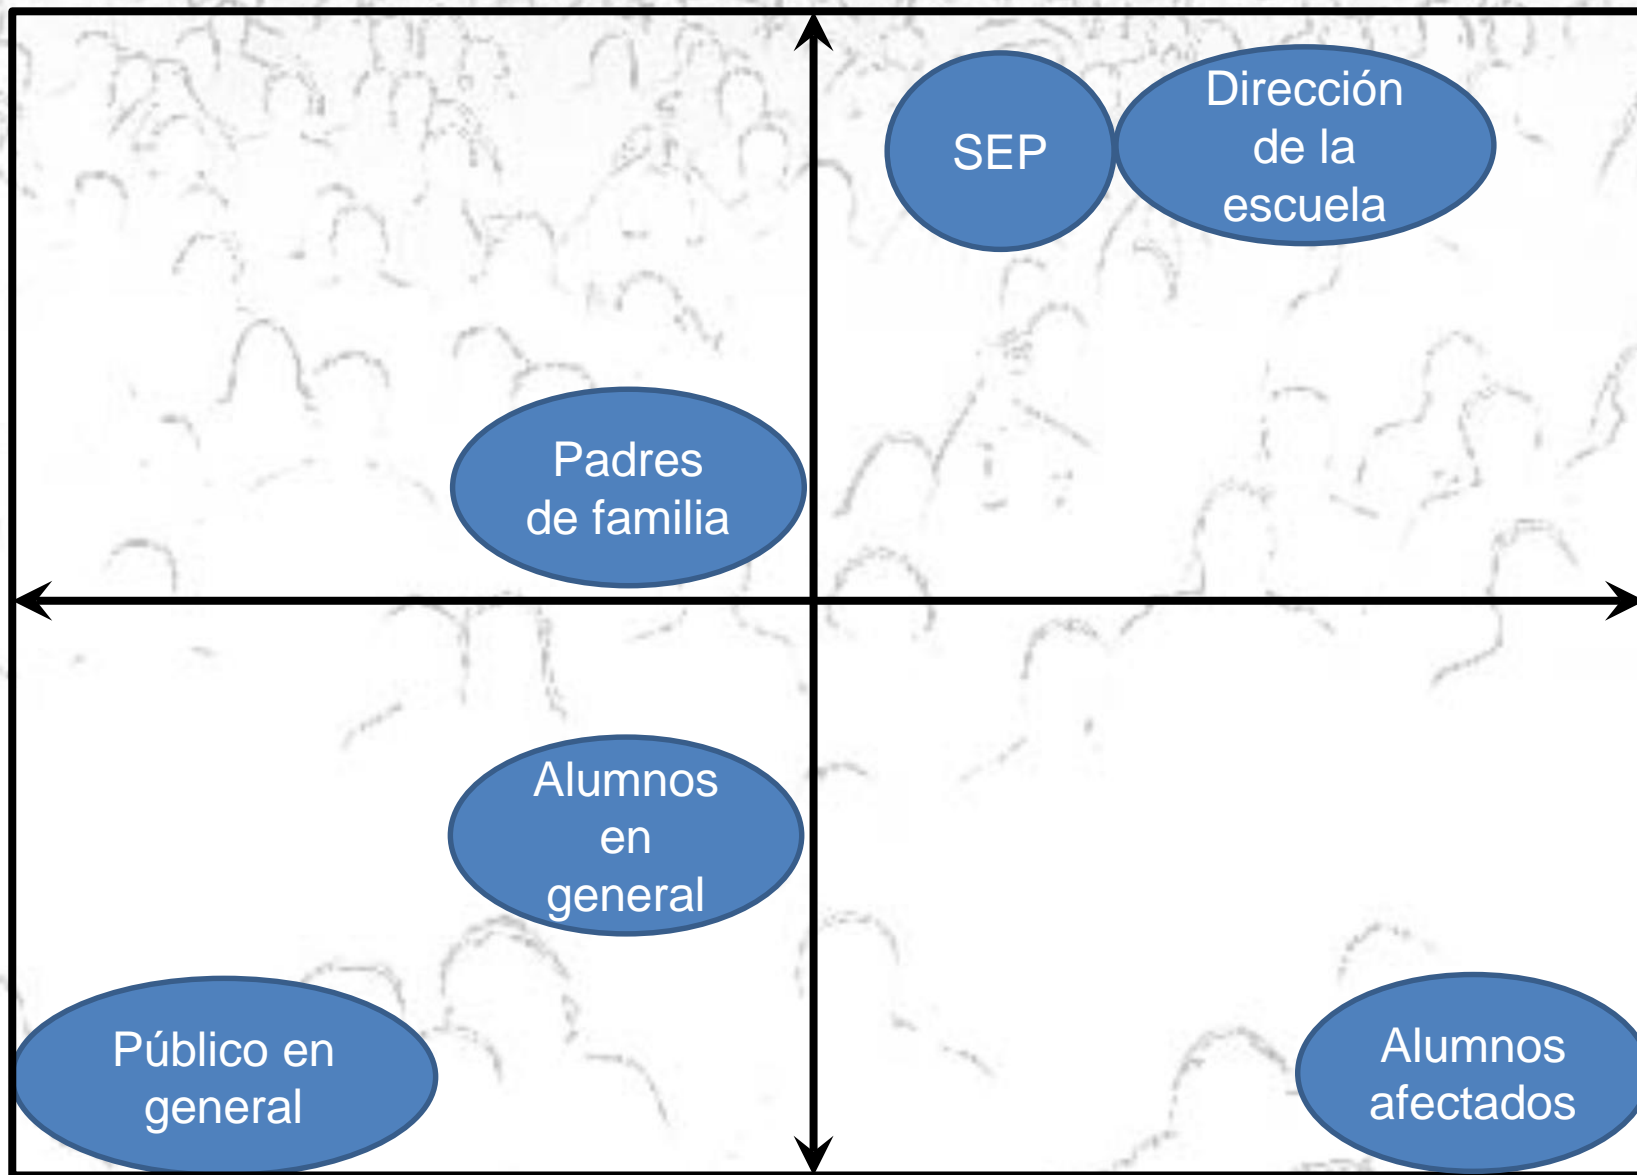 SEP
Dirección
de la
escuela
Padres
de familia
Alumnos
en
general
Público en
general
Alumnos
afectados